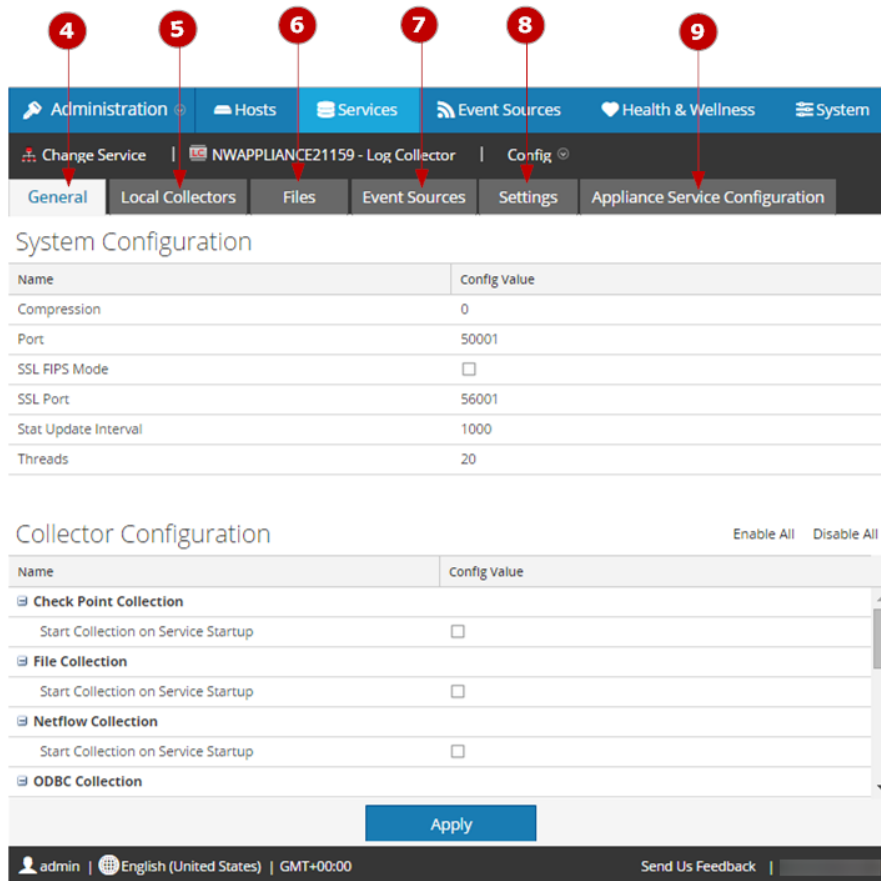 4 5 6 7 8 9
Administration Hosts Services Event Sources Health & Wellness System
Change Service | LC NWAPPLIANCE21159 - Log Collector | Config
General Local Collectors Files Event Sources Settings Appliance Service Configuration
System Configuration
Name Config Value
Compression 0
Port 50001
SSL FIPS Mode
SSL Port 56001
Stat Update Interval 1000
Threads 20
Collector Configuration Enable All Disable All
Name Config Value
Check Point Collection
Start Collection on Service Startup
File Collection
Start Collection on Service Startup
Netflow Collection
Start Collection on Service Startup
ODBC Collection
Apply
admin | English (United States) | GMT+00:00 Send Us Feedback |